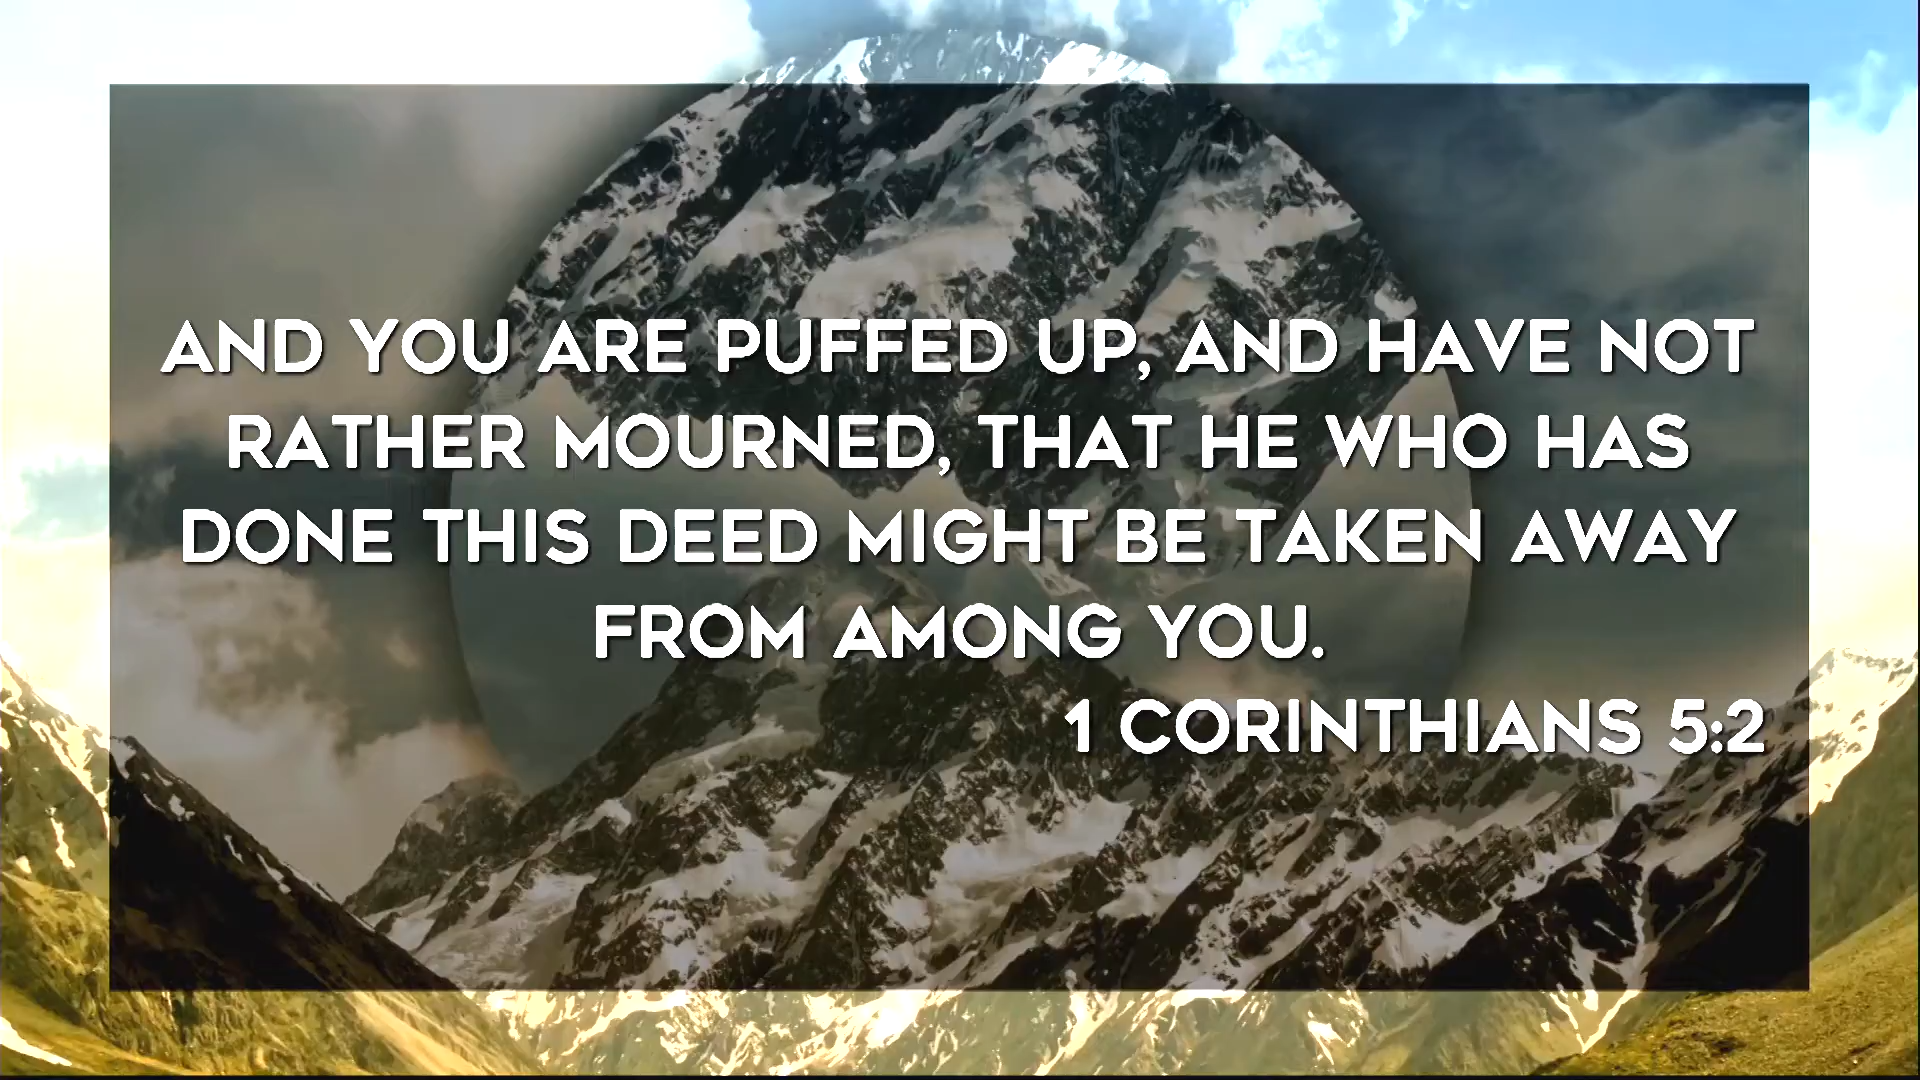 AND YOU ARE PUFFED UP, AND HAVE NOT
RATHER MOURNED, THAT HE WHO HAS
DONE THIS DEED MIGHT BE TAKEN AWAY
FROM AMONG YOU.
1 CORINTHIANS 5:2